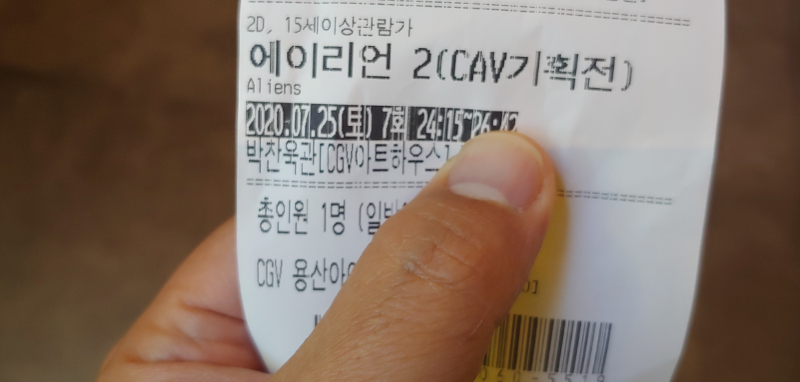 2D, 15세이상관람가
에이리언 2(CAV기획전)
Aliens
2020.07.25(토) 7회 24:15~26:42
박찬욱관[CGV아트하우스]
총인원 1명 (일반
CGV 용산아이